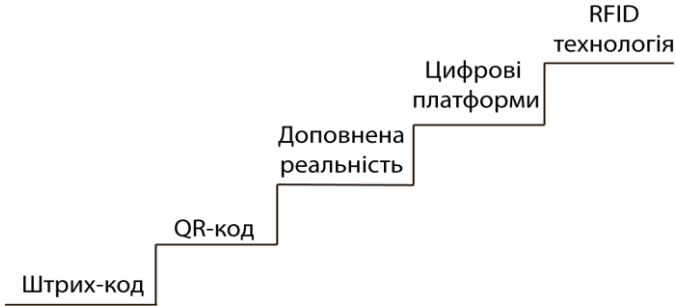 RFID
технологія
Цифрові
платформи
Доповнена
реальність
QR-код
Штрих-код